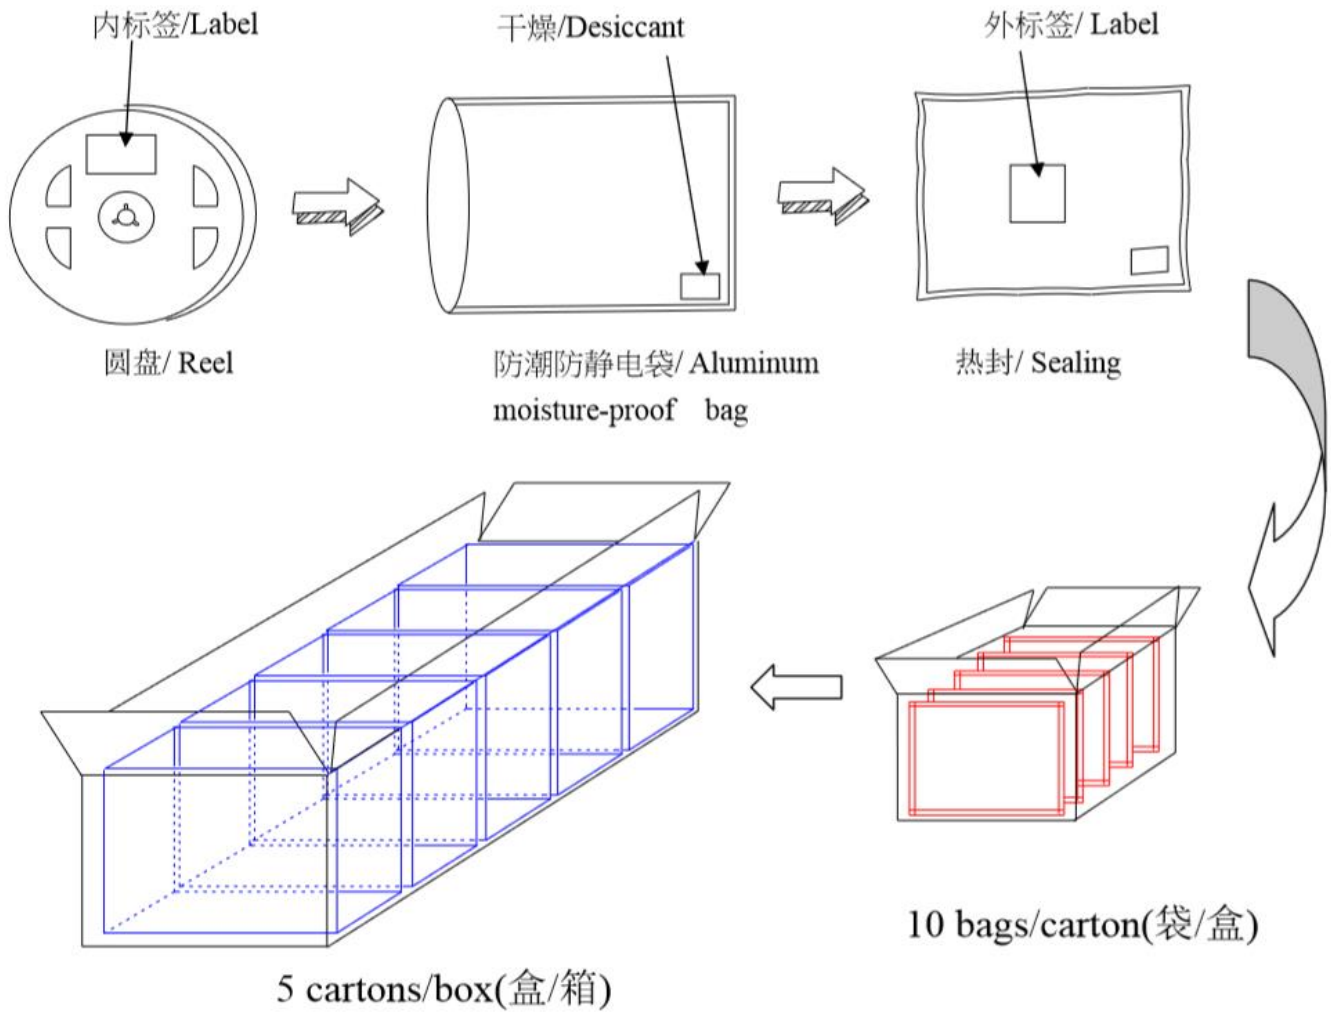 内标签/Label
干燥/Desiccant
外标签/ Label
圆盘/ Reel
防潮防静电袋/ Aluminum
moisture-proof bag
热封/ Sealing
10 bags/carton(袋/盒)
5 cartons/box(盒/箱)